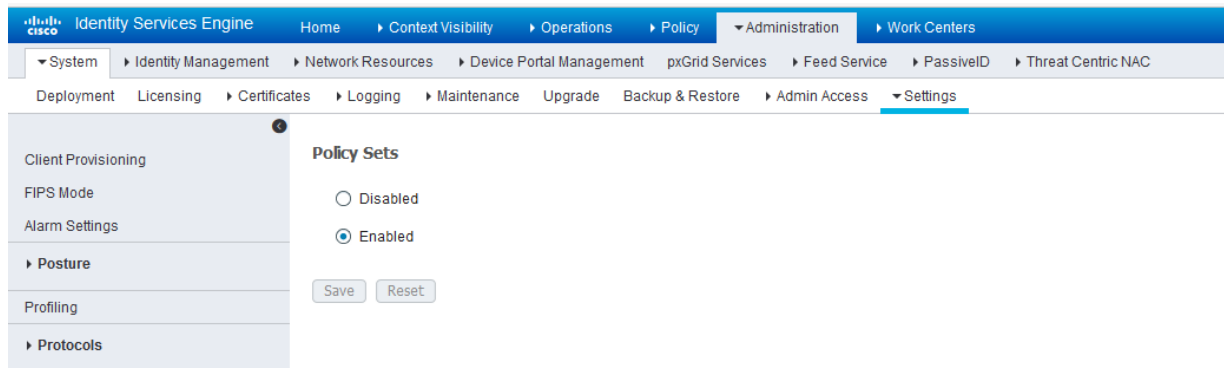 cisco Identity Services Engine Home Context Visibility Operations Policy Administration Work Centers
System Identity Management Network Resources Device Portal Management pxGrid Services Feed Service PassiveID Threat Centric NAC
Deployment Licensing Certificates Logging Maintenance Upgrade Backup & Restore Admin Access Settings
Client Provisioning
FIPS Mode
Alarm Settings
Posture
Profiling
Protocols
Policy Sets
Disabled
Enabled
Save Reset